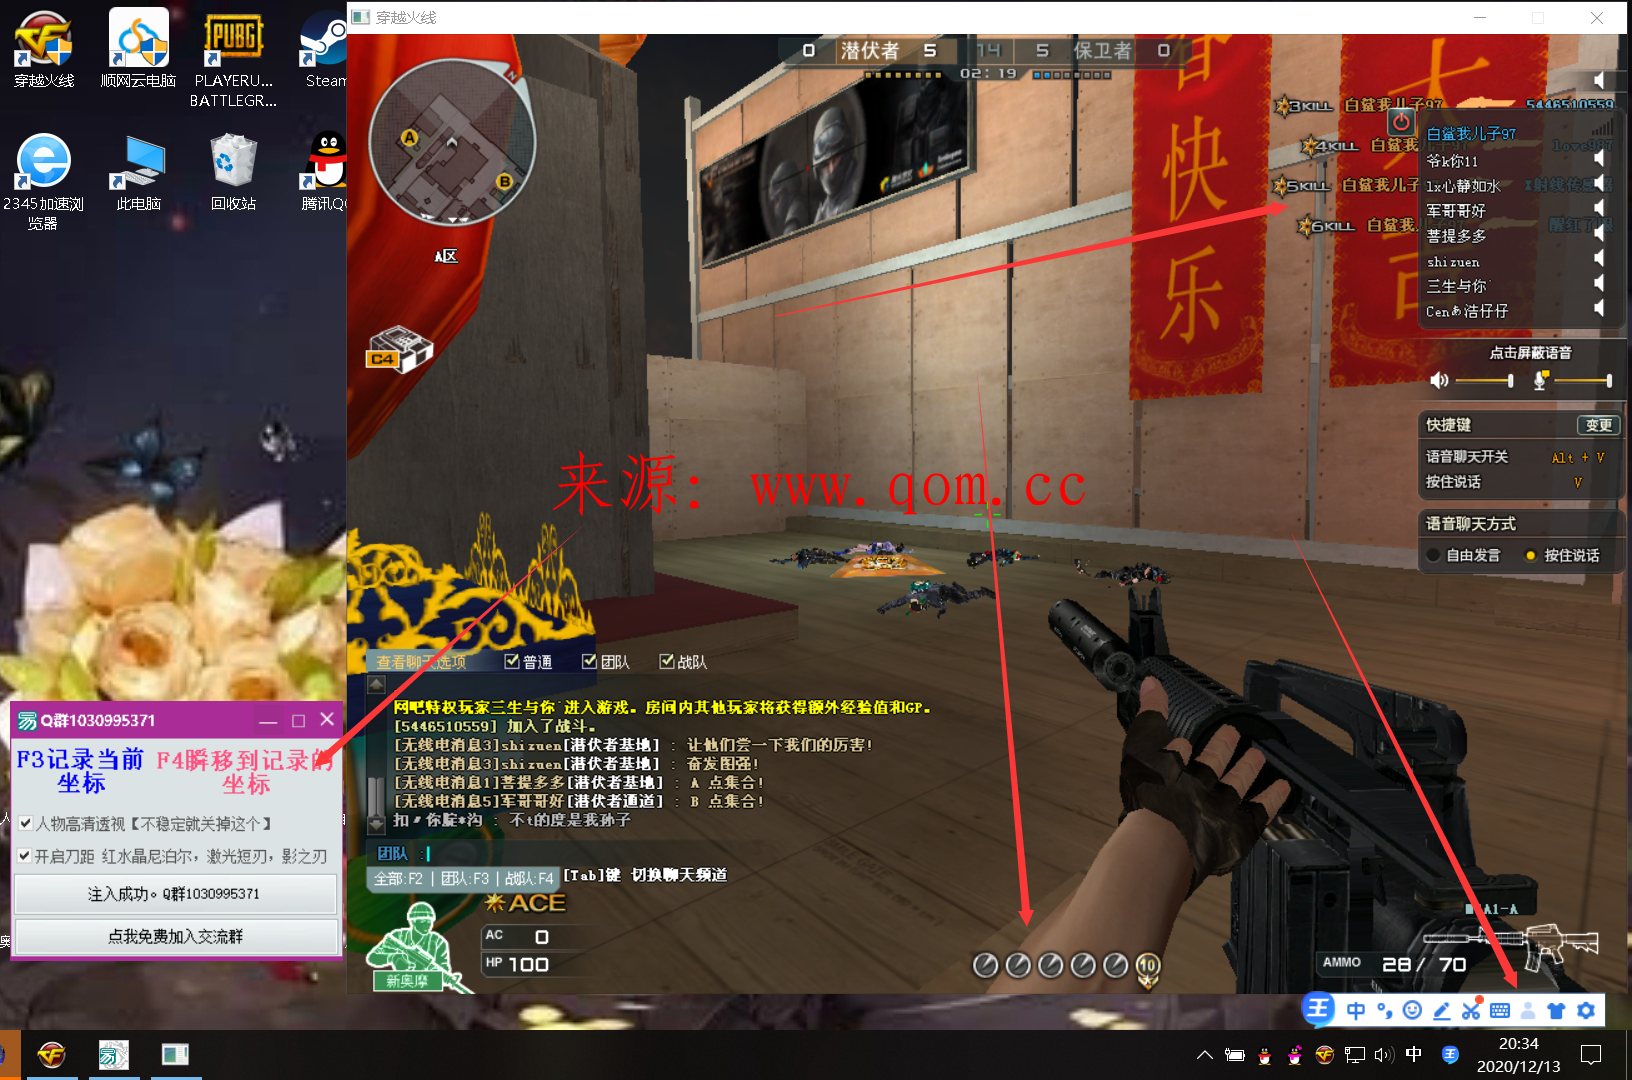 穿越火线
顺网云电脑
PLAYERU...
BATTLEGR...
Steam
2345加速浏
览器
此电脑
回收站
腾讯QQ
穿越火线
0 潜伏者 5 14 5 保卫者 0
02:19
N
A
B
A区
C4
春
快
乐
大
吉
3KILL 白鲨我儿子97 5446510559
4KILL 白鲨我
5KILL 白鲨我儿子
6KILL 白鲨我
白鲨我儿子97
爷k你11
lx心静如水
军哥哥好
菩提多多
shizuen
三生与你
Cenぁ浩仔仔
点击屏蔽语音
快捷键 变更
语音聊天开关 Alt + V
按住说话 V
语音聊天方式
自由发言 按住说话
来源: www.qom.cc
查看聊天选项 普通 团队 战队
网吧特权玩家三生与你 进入游戏。房间内其他玩家将获得额外经验值和GP。
[5446510559] 加入了战斗。
[无线电消息3]shizuen[潜伏者基地] : 让他们尝一下我们的厉害!
[无线电消息3]shizuen[潜伏者基地] : 奋发图强!
[无线电消息1]菩提多多[潜伏者基地] : A 点集合!
[无线电消息5]军哥哥好[潜伏者通道] : B 点集合!
不t的度是我孙子
团队 :
全部:F2 | 团队:F3 | 战队:F4 [Tab]键 切换聊天频道
ACE
AC 0
HP 100
新奥摩
10
A1-A
AMMO 28/ 70
Q群1030995371
F3记录当前
坐标
F4瞬移到记录的
坐标
人物高清透视【不稳定就关掉这个】
开启刀距 红水晶尼泊尔，激光短刃，影之刃
注入成功。Q群1030995371
点我免费加入交流群
王 中
中
王
20:34
2020/12/13